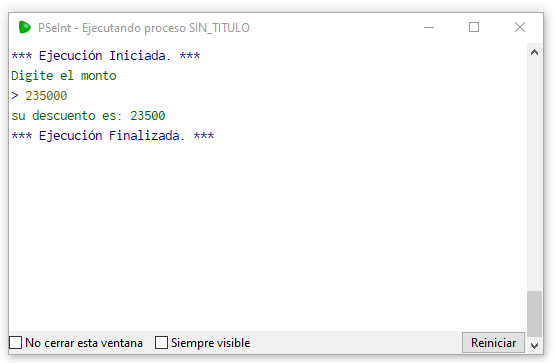 PSeInt - Ejecutando proceso SIN_TITULO
*** Ejecución Iniciada. ***
Digite el monto
> 235000
su descuento es: 23500
*** Ejecución Finalizada. ***
No cerrar esta ventana Siempre visible Reiniciar